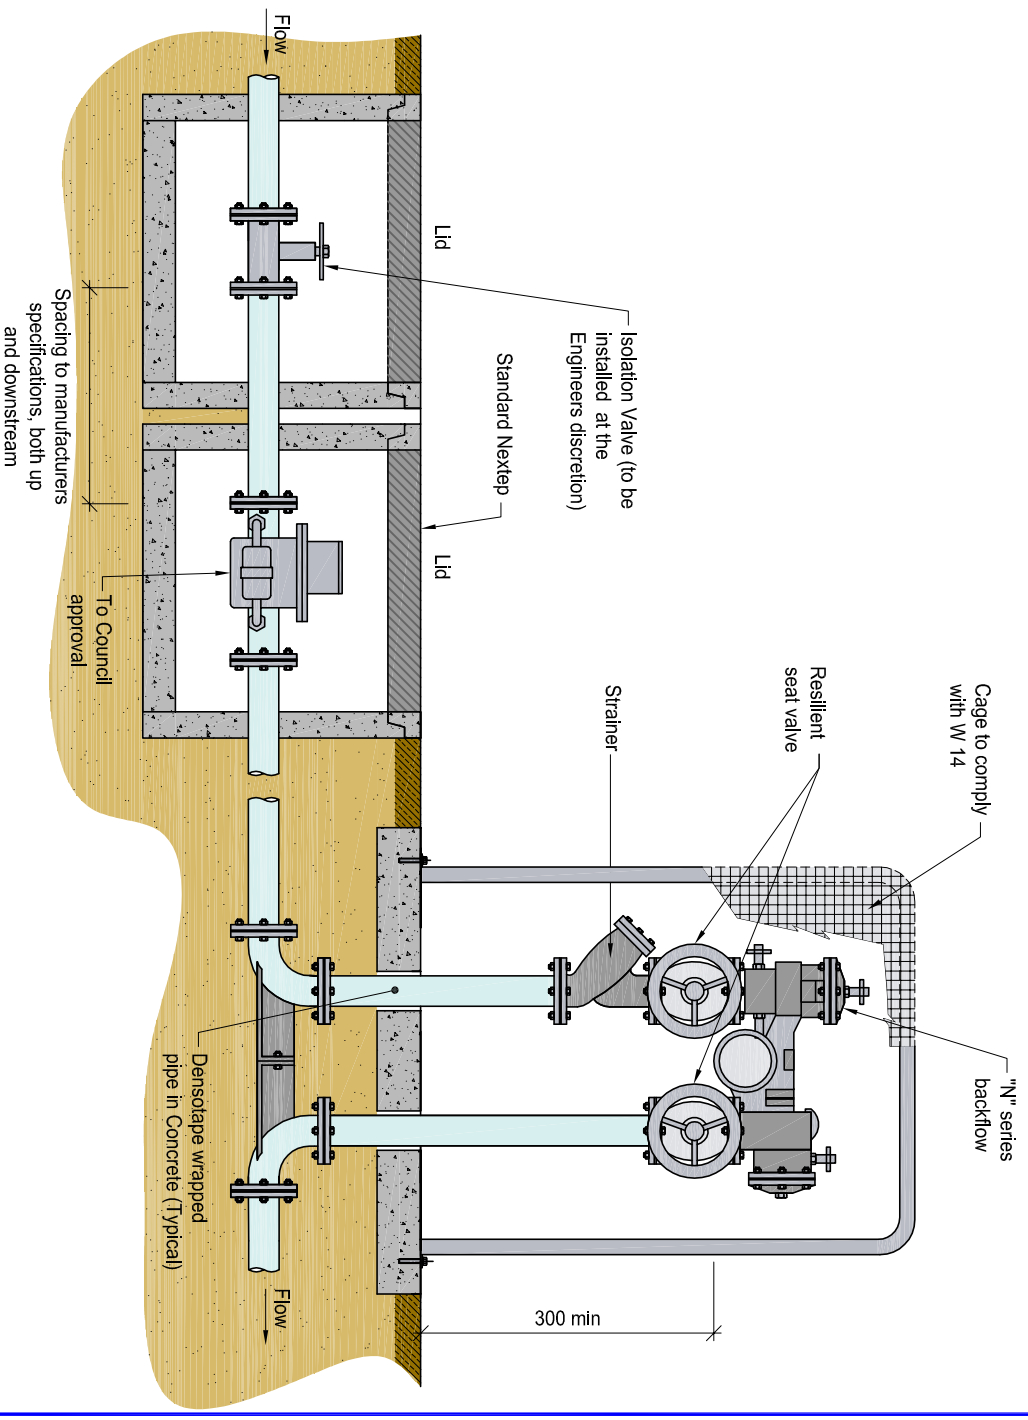 Flow
Lid
Isolation Valve (to be
installed at the
Engineers discretion)
Standard Nextep
Lid
Spacing to manufacturers
specifications, both up
and downstream
To Council
approval
Strainer
Resilient
seat valve
Cage to comply
with W 14
"N" series
backflow
Densotape wrapped
pipe in Concrete (Typical)
Flow
300 min